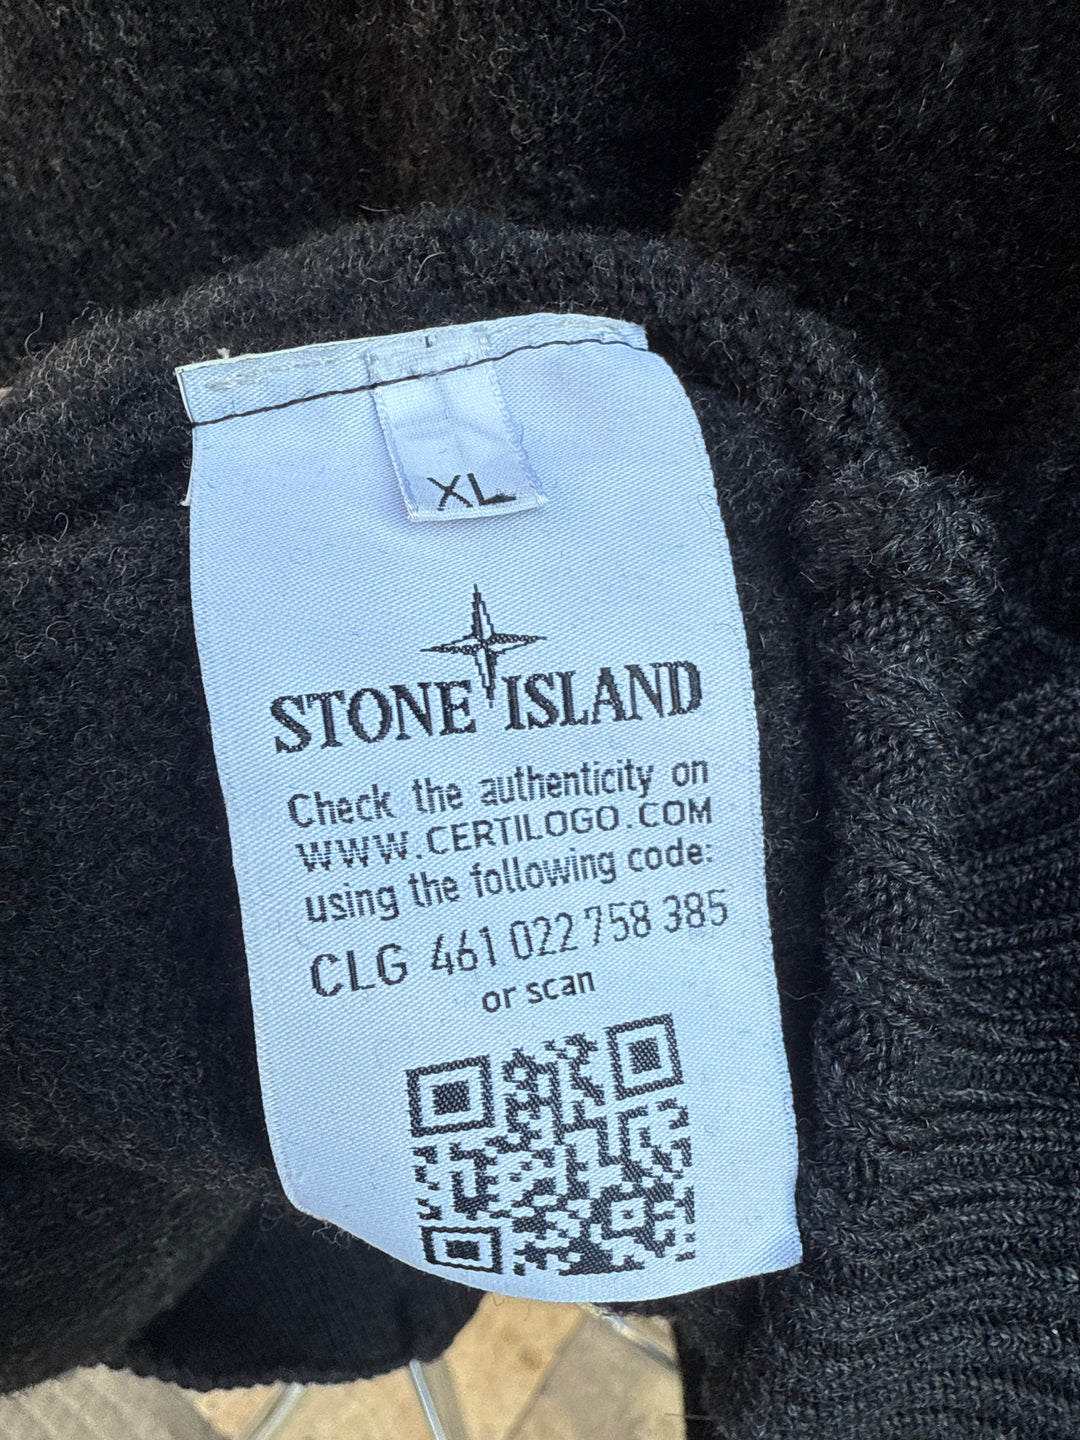 XL
STONE ISLAND
Check the authenticity on
WWW.CERTILOGO.COM
using the following code:
CLG 461 022 758 385
or scan